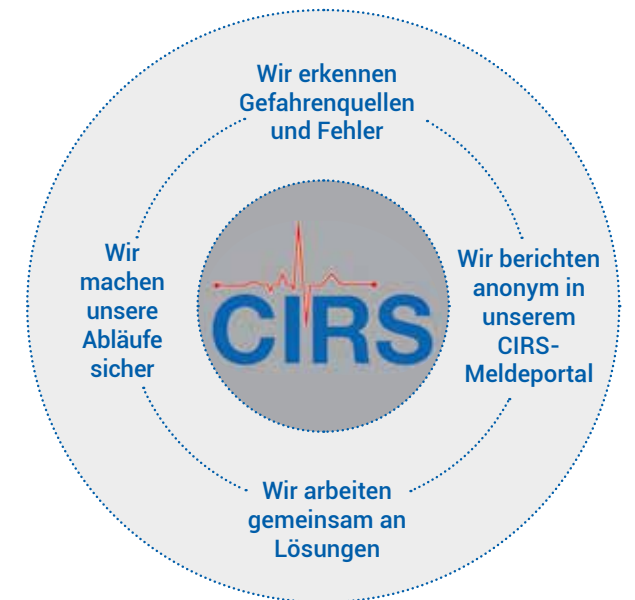 Wir erkennen
Gefahrenquellen
und Fehler
Wir berichten
anonym in
unserem
CIRS-
Meldeportal
Wir arbeiten
gemeinsam an
Lösungen
Wir
machen
unsere
Abläufe
sicher
CIRS